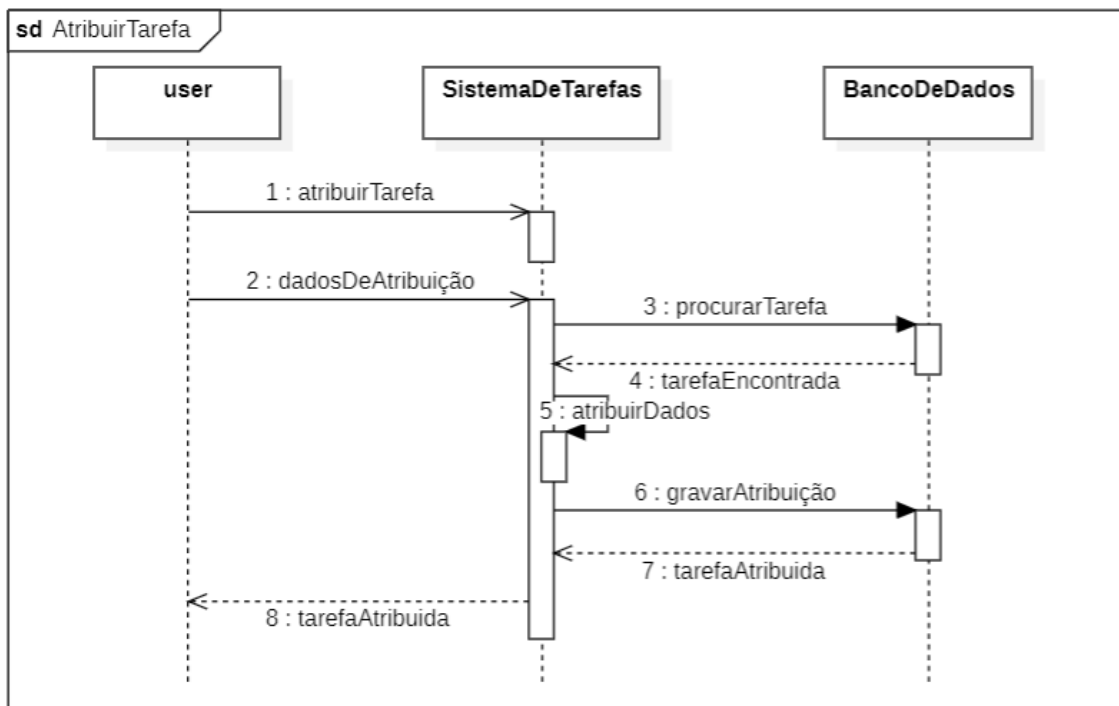 sd AtribuirTarefa
user
SistemaDeTarefas
BancoDeDados
1 : atribuirTarefa
2 : dadosDeAtribuição
3 : procurarTarefa
4 : tarefaEncontrada
5 : atribuirDados
6 : gravarAtribuição
7 : tarefaAtribuida
8 : tarefaAtribuida